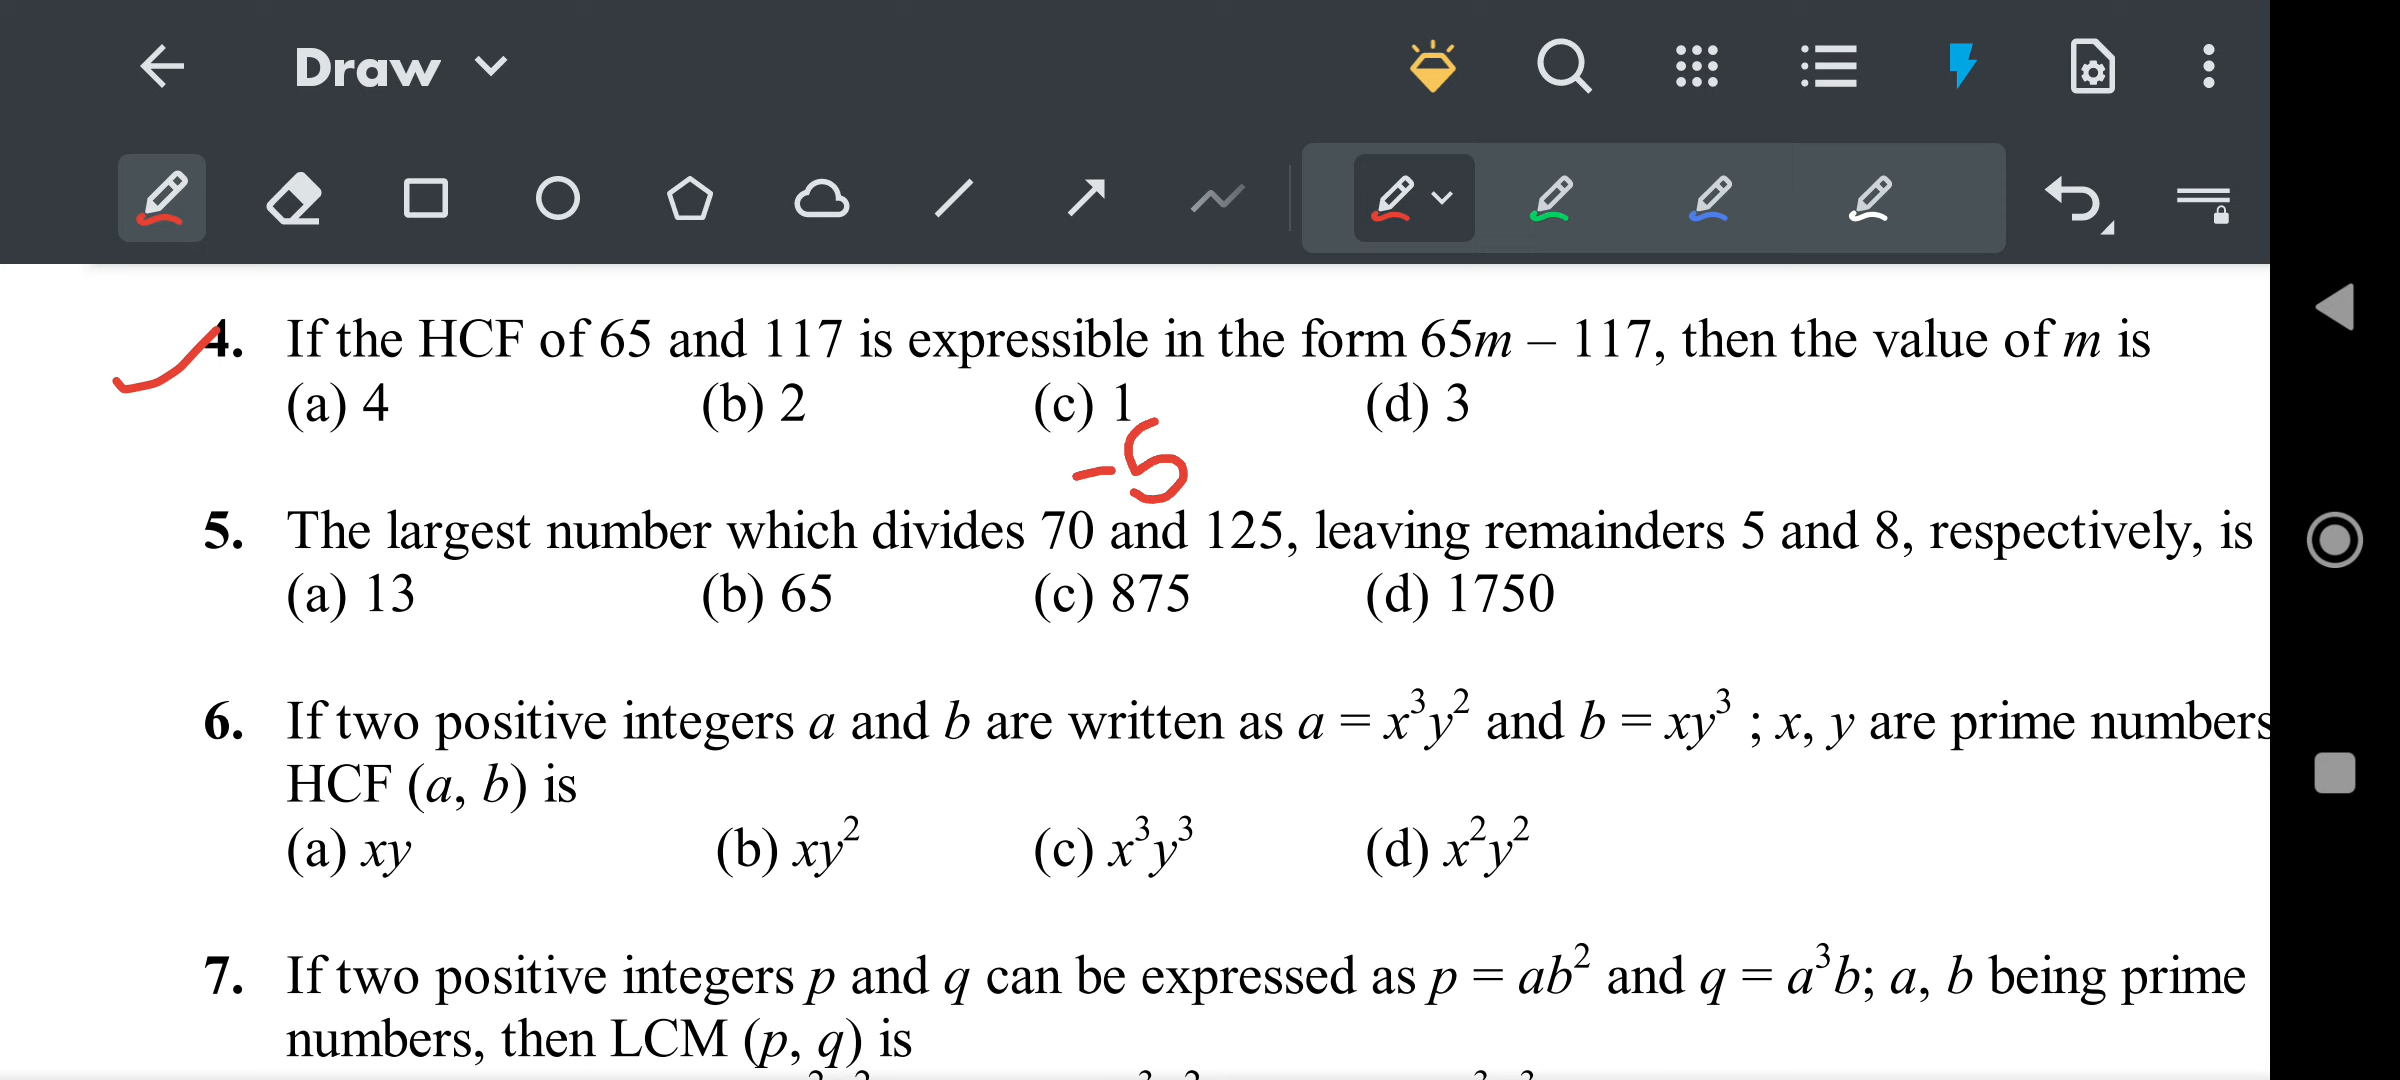 Draw
4. If the HCF of 65 and 117 is expressible in the form 65m – 117, then the value of m is
(a) 4 (b) 2 (c) 1 (d) 3
-5
5. The largest number which divides 70 and 125, leaving remainders 5 and 8, respectively, is
(a) 13 (b) 65 (c) 875 (d) 1750
6. If two positive integers a and b are written as a = x³y² and b = xy³ ; x, y are prime numbers
HCF (a, b) is
(a) xy (b) xy² (c) x³y³ (d) x²y²
7. If two positive integers p and q can be expressed as p = ab² and q = a³b; a, b being prime
numbers, then LCM (p, q) is